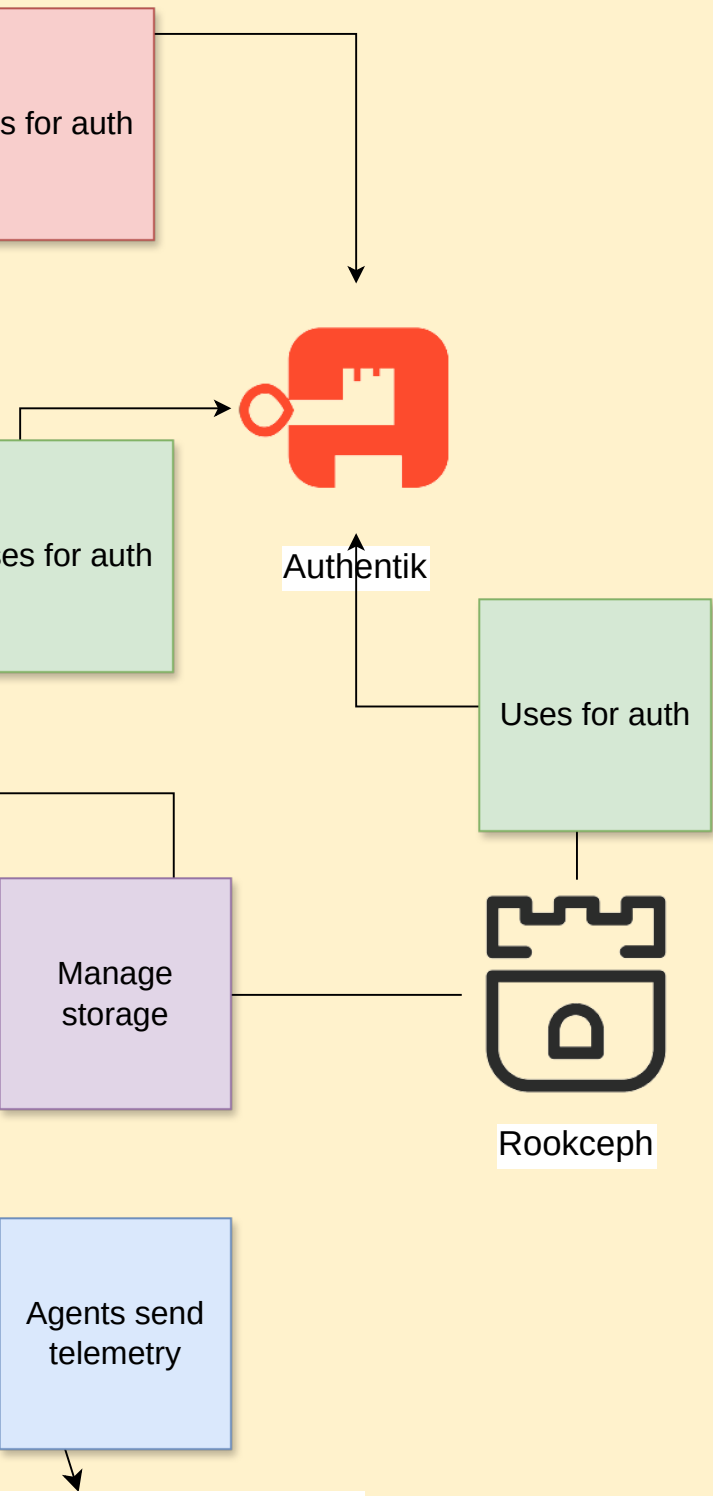 s for auth
es for auth
Authentik
Uses for auth
Manage
storage
Rookceph
Agents send
telemetry